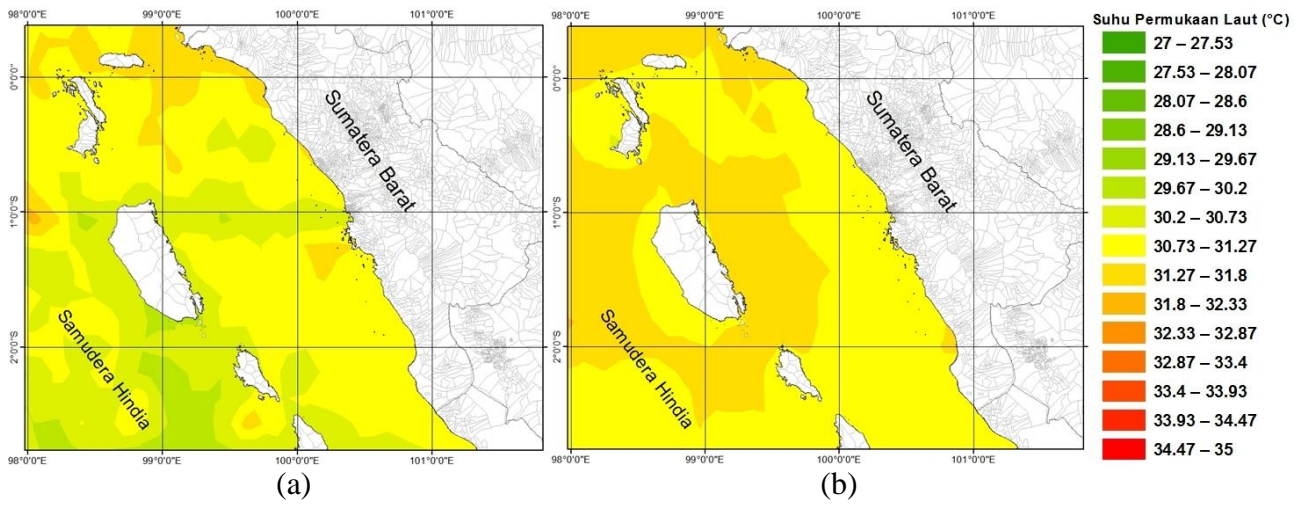 98°0'0"E 99°0'0"E 100°0'0"E 101°0'0"E
0°0'0"
1°0'0"S
2°0'0"S
Sumatera Barat
Samudera Hindia
98°0'0"E 99°0'0"E 100°0'0"E 101°0'0"E
(a)
98°0'0"E 99°0'0"E 100°0'0"E 101°0'0"E
0°0'0"
1°0'0"S
2°0'0"S
Sumatera Barat
Samudera Hindia
98°0'0"E 99°0'0"E 100°0'0"E 101°0'0"E
(b)
Suhu Permukaan Laut (°C)
27 – 27.53
27.53 – 28.07
28.07 – 28.6
28.6 – 29.13
29.13 – 29.67
29.67 – 30.2
30.2 – 30.73
30.73 – 31.27
31.27 – 31.8
31.8 – 32.33
32.33 – 32.87
32.87 – 33.4
33.4 – 33.93
33.93 – 34.47
34.47 – 35